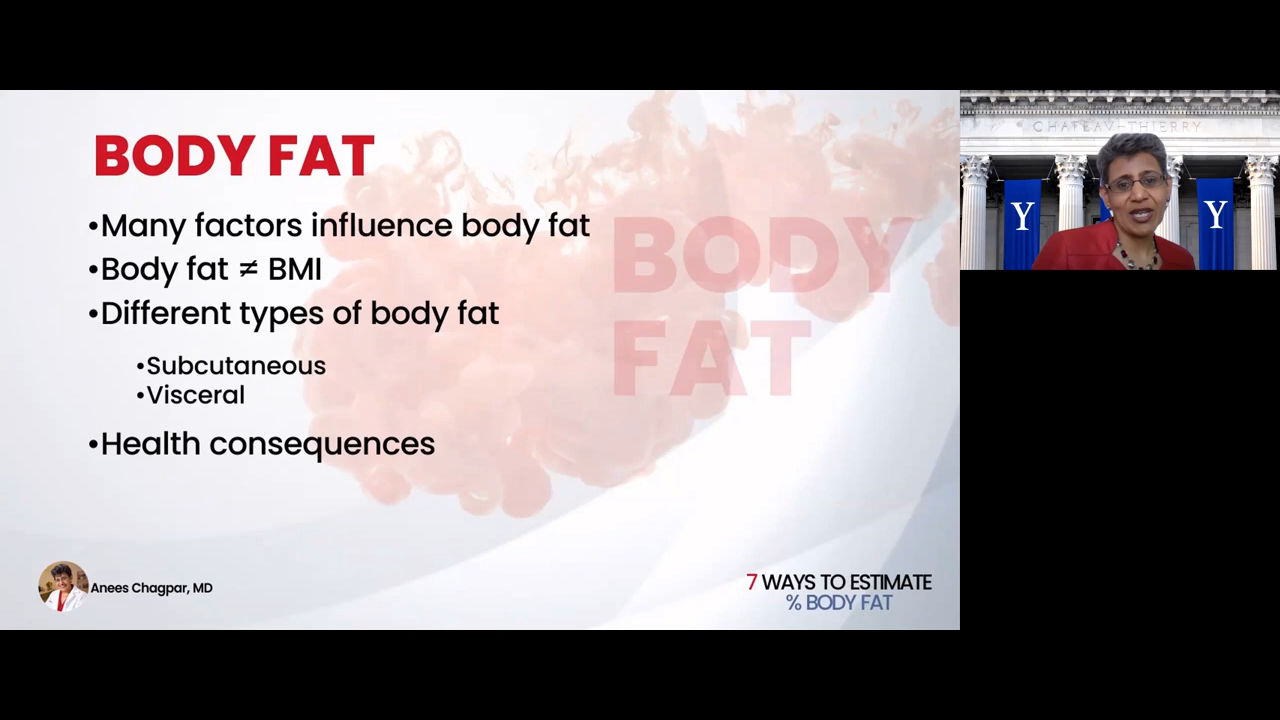 BODY FAT
•Many factors influence body fat
•Body fat ≠ BMI
•Different types of body fat
•Subcutaneous
•Visceral
•Health consequences
BODY
FAT
Anees Chagpar, MD
7 WAYS TO ESTIMATE
% BODY FAT
CHATEAV-THIERRY
Y
Y